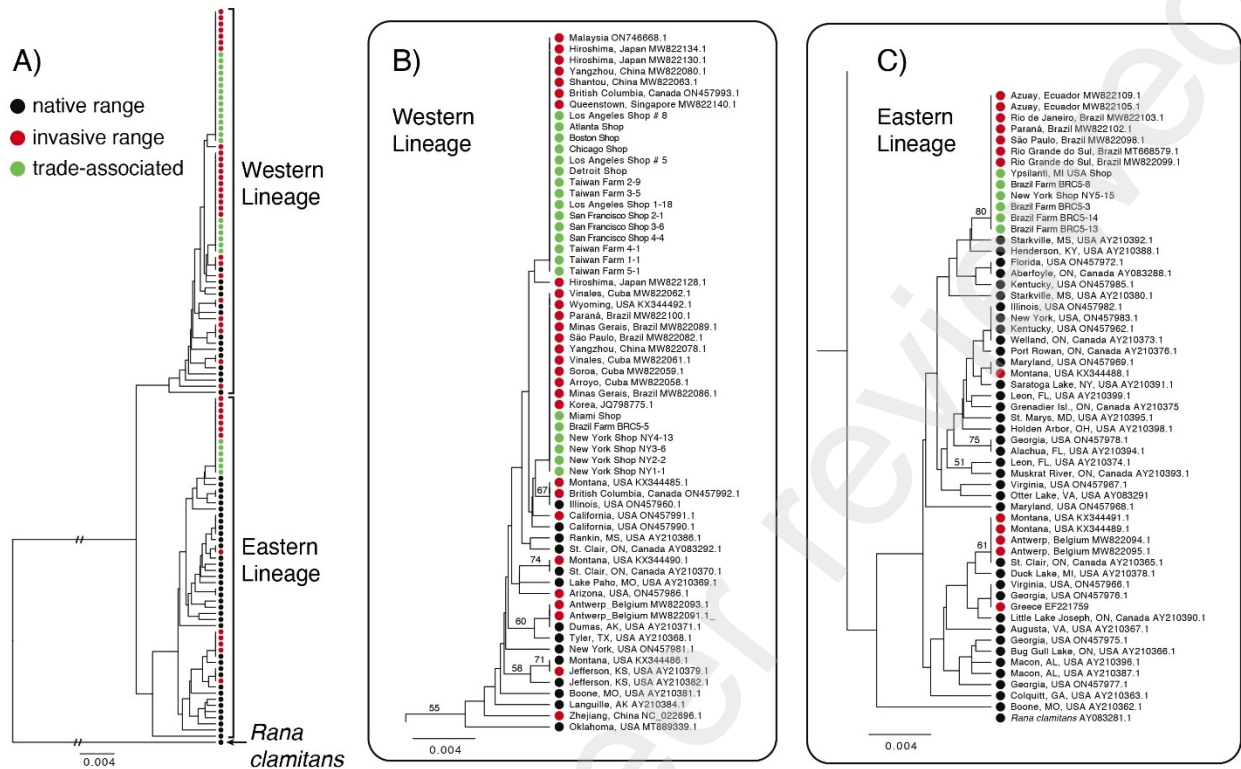 A)
native range
invasive range
trade-associated
Western
Lineage
Eastern
Lineage
Rana
clamitans
0.004
B)
Western
Lineage
Malaysia ON746668.1
Hiroshima, Japan MW822134.1
Hiroshima, Japan MW822130.1
Yangzhou, China MW822080.1
Shantou, China MW822063.1
British Columbia, Canada ON457993.1
Queenstown, Singapore MW822140.1
Los Angeles Shop # 8
Atlanta Shop
Boston Shop
Chicago Shop
Los Angeles Shop # 5
Detroit Shop
Taiwan Farm 2-9
Taiwan Farm 3-5
Los Angeles Shop 1-18
San Francisco Shop 2-1
San Francisco Shop 3-6
San Francisco Shop 4-4
Taiwan Farm 4-1
Taiwan Farm 1-1
Taiwan Farm 5-1
Hiroshima, Japan MW822128.1
Vinales, Cuba MW822062.1
Wyoming, USA KX344492.1
Paraná, Brazil MW822100.1
Minas Gerais, Brazil MW822089.1
São Paulo, Brazil MW822082.1
Yangzhou, China MW822078.1
Vinales, Cuba MW822061.1
Soroa, Cuba MW822059.1
Arroyo, Cuba MW822058.1
Minas Gerais, Brazil MW822086.1
Korea, JQ798775.1
Miami Shop
Brazil Farm BRC5-5
New York Shop NY4-13
New York Shop NY3-6
New York Shop NY2-2
New York Shop NY1-1
Montana, USA KX344485.1
67 British Columbia, Canada ON457992.1
Illinois, USA ON457960.1
California, USA ON457991.1
California, USA ON457990.1
Rankin, MS, USA AY210386.1
St. Clair, ON, Canada AY083292.1
74 Montana, USA KX344490.1
St. Clair, ON, Canada AY210370.1
Lake Paho, MO, USA AY210369.1
Arizona, USA, ON457986.1
Antwerp_Belgium MW822093.1
Antwerp_Belgium MW822091.1_
60 Dumas, AK, USA AY210371.1
Tyler, TX, USA AY210368.1
New York, USA ON457981.1
71 Montana, USA KX344486.1
58 Jefferson, KS, USA AY210379.1
Jefferson, KS, USA AY210382.1
Boone, MO, USA AY210381.1
Languille, AK AY210384.1
55 Zhejiang, China NC_022696.1
Oklahoma, USA MT889339.1
0.004
C)
Eastern
Lineage
Azuay, Ecuador MW822109.1
Azuay, Ecuador MW822105.1
Rio de Janeiro, Brazil MW822103.1
Paraná, Brazil MW822102.1
São Paulo, Brazil MW822098.1
Rio Grande do Sul, Brazil MT668579.1
Rio Grande do Sul, Brazil MW822099.1
Ypsilanti, MI USA Shop
Brazil Farm BRC5-8
New York Shop NY5-15
Brazil Farm BRC5-3
80 Brazil Farm BRC5-14
Brazil Farm BRC5-13
Starkville, MS, USA AY210392.1
Henderson, KY, USA AY210388.1
Florida, USA ON457972.1
Aberfoyle, ON, Canada AY083288.1
Kentucky, USA ON457985.1
Starkville, MS, USA AY210380.1
Illinois, USA ON457982.1
New York, USA, ON457983.1
Kentucky, USA ON457962.1
Welland, ON, Canada AY210373.1
Port Rowan, ON, Canada AY210376.1
Maryland, USA ON457969.1
Montana, USA KX344488.1
Saratoga Lake, NY, USA AY210391.1
Leon, FL, USA AY210399.1
Grenadier Isl., ON, Canada AY210375
St. Marys, MD, USA AY210395.1
Holden Arbor, OH, USA AY210398.1
75 Georgia, USA ON457978.1
Alachua, FL, USA AY210394.1
51 Leon, FL, USA AY210374.1
Muskrat River, ON, Canada AY210393.1
Virginia, USA ON457967.1
Otter Lake, VA, USA AY083291
Maryland, USA ON457968.1
Montana, USA KX344491.1
Montana, USA KX344489.1
61 Antwerp, Belgium MW822094.1
Antwerp, Belgium MW822095.1
St. Clair, ON, Canada AY210365.1
Duck Lake, MI, USA AY210378.1
Virginia, USA ON457966.1
Georgia, USA ON457976.1
Greece EF221759
Little Lake Joseph, ON, Canada AY210390.1
Augusta, VA, USA AY210367.1
Georgia, USA ON457975.1
Bug Gull Lake, ON, USA AY210366.1
Macon, AL, USA AY210396.1
Macon, AL, USA AY210387.1
Georgia, USA ON457977.1
Colquitt, GA, USA AY210363.1
Boone, MO, USA AY210362.1
Rana clamitans AY083281.1
0.004